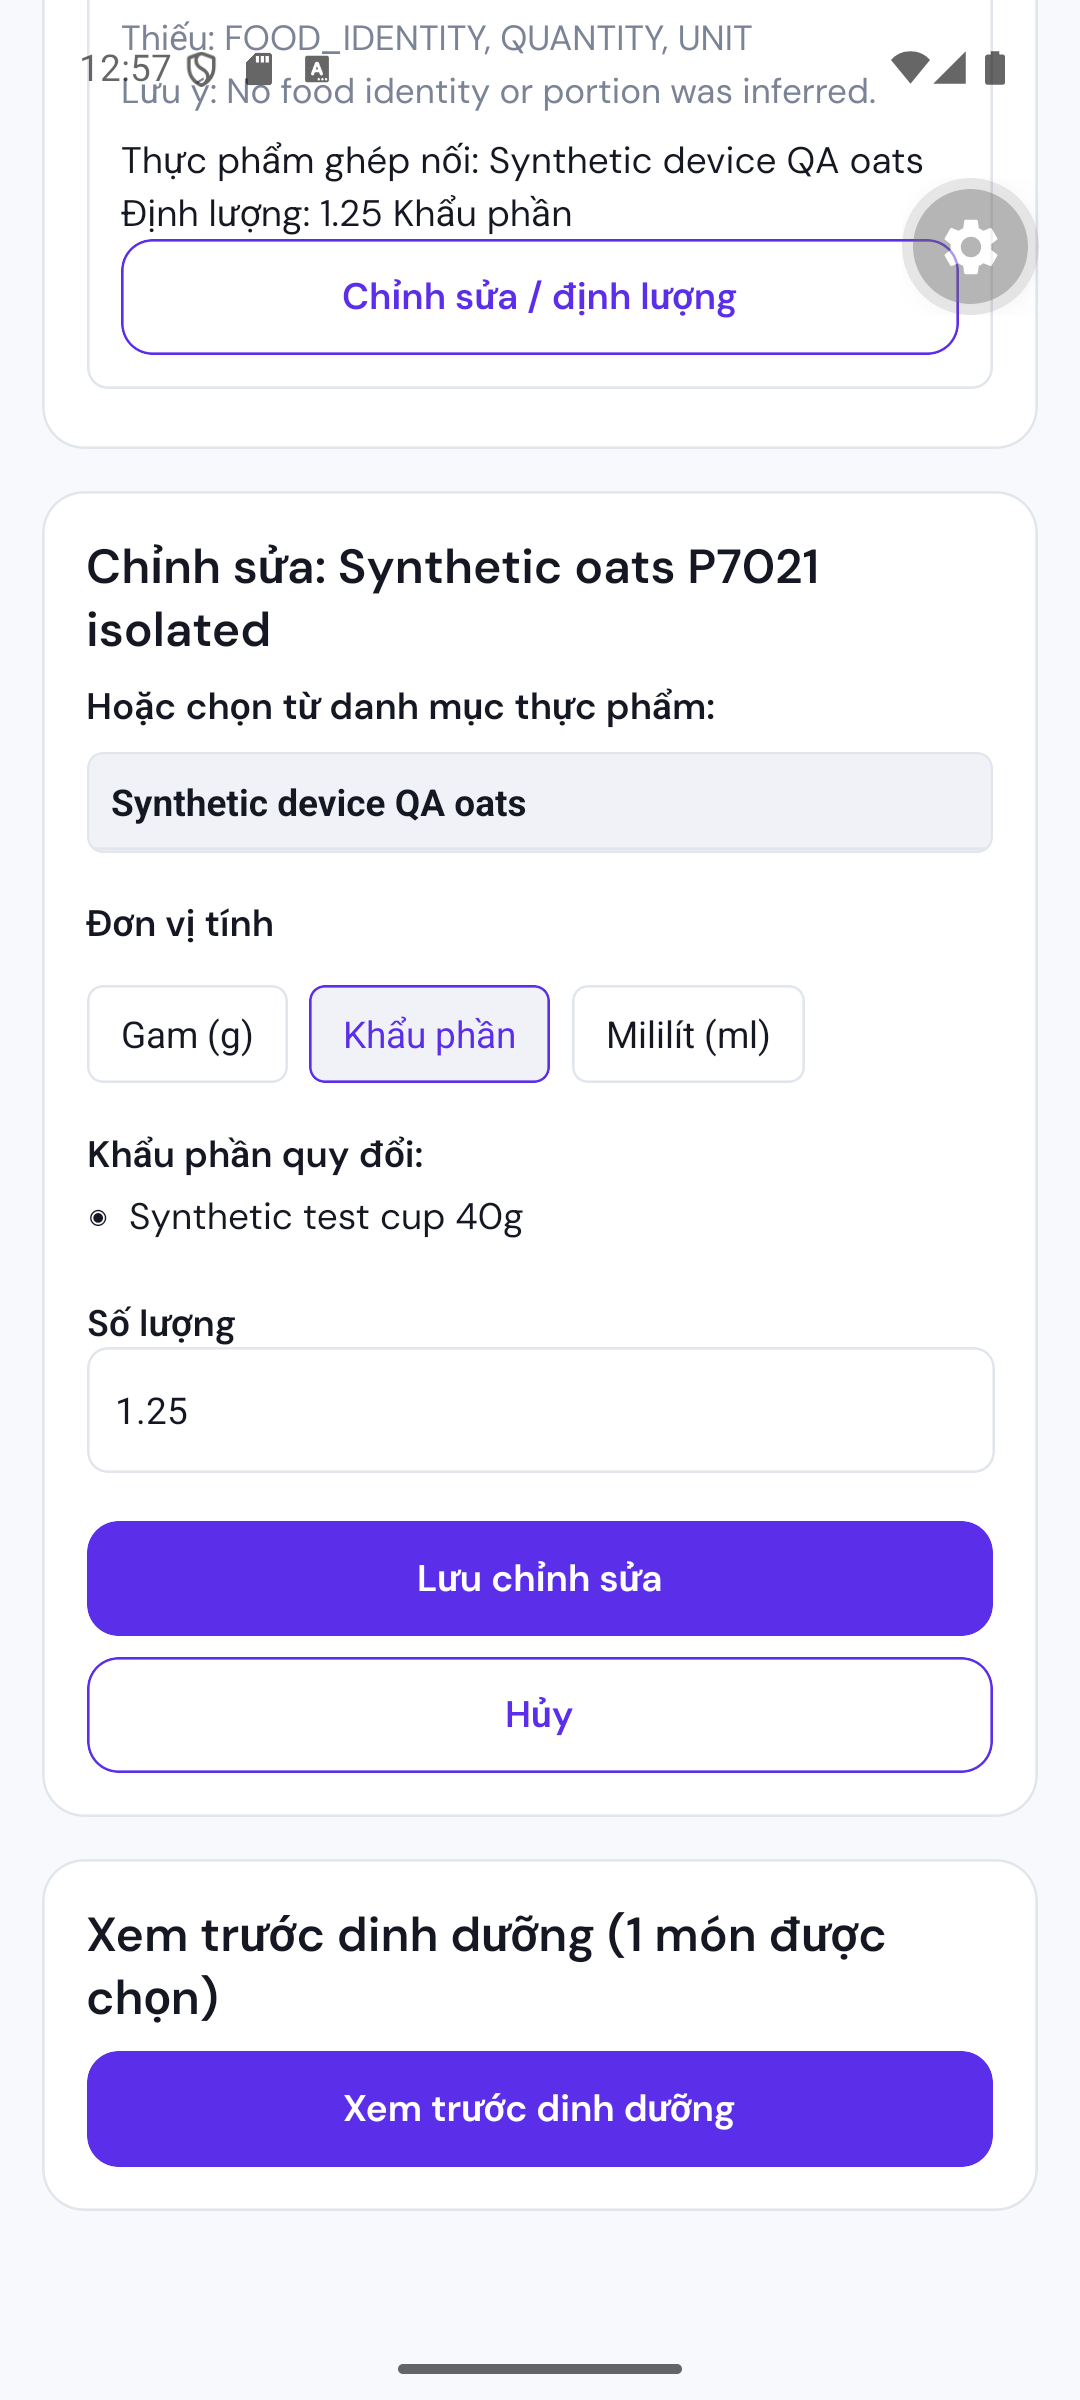 Thiếu: FOOD_IDENTITY, QUANTITY, UNIT
12:57
Lưu ý: No food identity or portion was inferred.
Thực phẩm ghép nối: Synthetic device QA oats
Định lượng: 1.25 Khẩu phần
Chỉnh sửa / định lượng
Chỉnh sửa: Synthetic oats P7021
isolated
Hoặc chọn từ danh mục thực phẩm:
Synthetic device QA oats
Đơn vị tính
Gam (g) Khẩu phần Mililít (ml)
Khẩu phần quy đổi:
◉ Synthetic test cup 40g
Số lượng
1.25
Lưu chỉnh sửa
Hủy
Xem trước dinh dưỡng (1 món được
chọn)
Xem trước dinh dưỡng